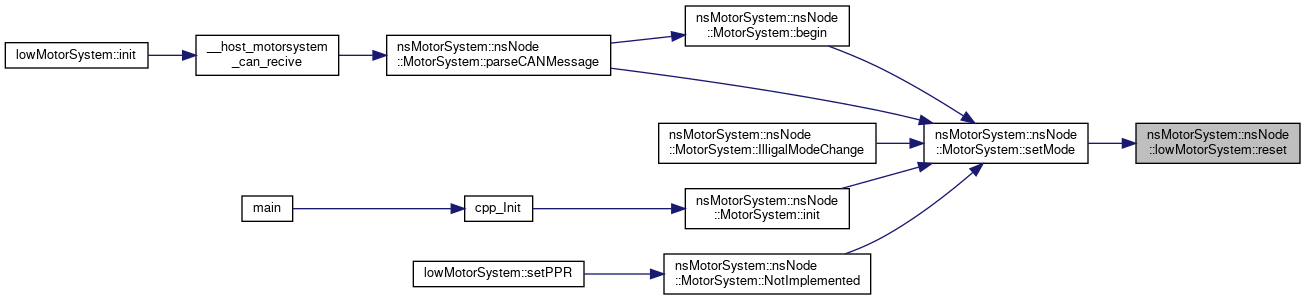 nsMotorSystem::nsNode
::MotorSystem::begin
lowMotorSystem::init
__host_motorsystem
_can_recive
nsMotorSystem::nsNode
::MotorSystem::parseCANMessage
nsMotorSystem::nsNode
::MotorSystem::IlligalModeChange
nsMotorSystem::nsNode
::MotorSystem::setMode
nsMotorSystem::nsNode
::lowMotorSystem::reset
main
cpp_Init
nsMotorSystem::nsNode
::MotorSystem::init
lowMotorSystem::setPPR
nsMotorSystem::nsNode
::MotorSystem::NotImplemented